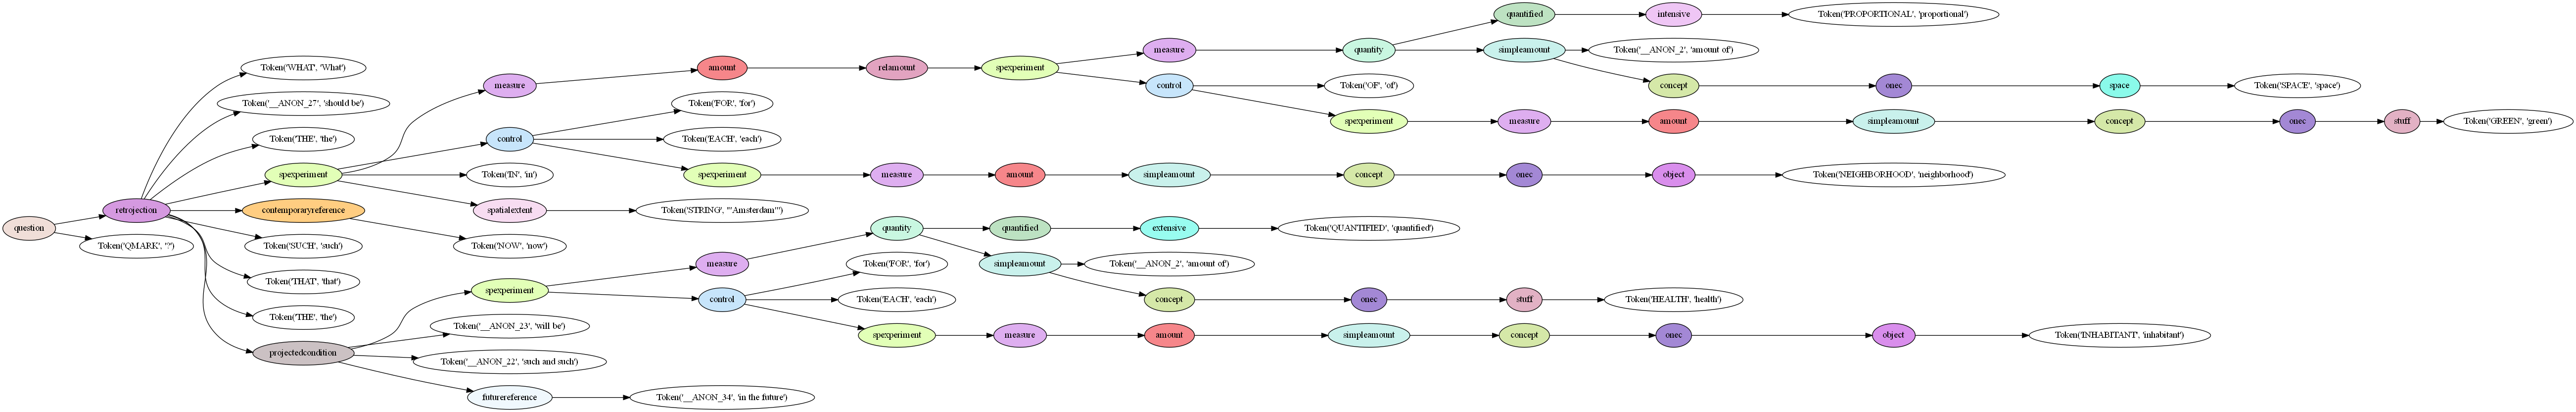 quantified intensive Token('PROPORTIONAL', 'proportional')
measure quantity simpleamount Token('__ANON_2', 'amount of')
Token('WHAT', 'What') amount relamount spexperiment
measure control Token('OF', 'of') concept onec space Token('SPACE', 'space')
Token('__ANON_27', 'should be') Token('FOR', 'for')
spexperiment measure amount simpleamount concept onec stuff Token('GREEN', 'green')
Token('THE', 'the') control Token('EACH', 'each')
spexperiment Token('IN', 'in') spexperiment measure amount simpleamount concept onec object Token('NEIGHBORHOOD', 'neighborhood')
retrojection contemporaryreference spatialextent Token('STRING', '"Amsterdam"')
question quantity quantified extensive Token('QUANTIFIED', 'quantified')
Token('QMARK', '?') Token('SUCH', 'such') Token('NOW', 'now')
measure Token('FOR', 'for') simpleamount Token('__ANON_2', 'amount of')
Token('THAT', 'that') spexperiment control Token('EACH', 'each') concept onec stuff Token('HEALTH', 'health')
Token('THE', 'the')
Token('__ANON_23', 'will be') spexperiment measure amount simpleamount concept onec object Token('INHABITANT', 'inhabitant')
projectedcondition
Token('__ANON_22', 'such and such')
futurereference Token('__ANON_34', 'in the future')